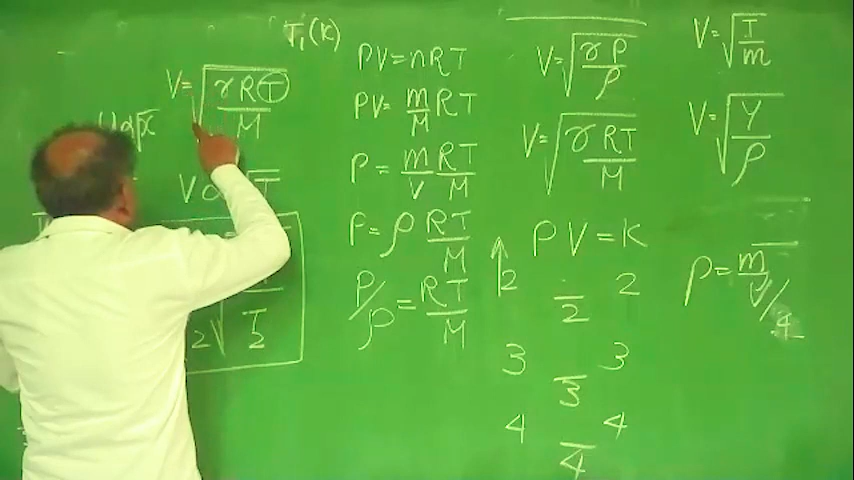 T₁(K)
V=√(γRT/M)
V
PV=nRT
PV=m/M RT
P=m/V RT/M
P=ρ RT/M
P/ρ=RT/M
V=√(γP/ρ)
V=√(γRT/M)
PV=K
↑2 —/2 2
3 —/3 3
4 —/4 4
V=√(T/m)
V=√(Y/ρ)
ρ=m/V/4